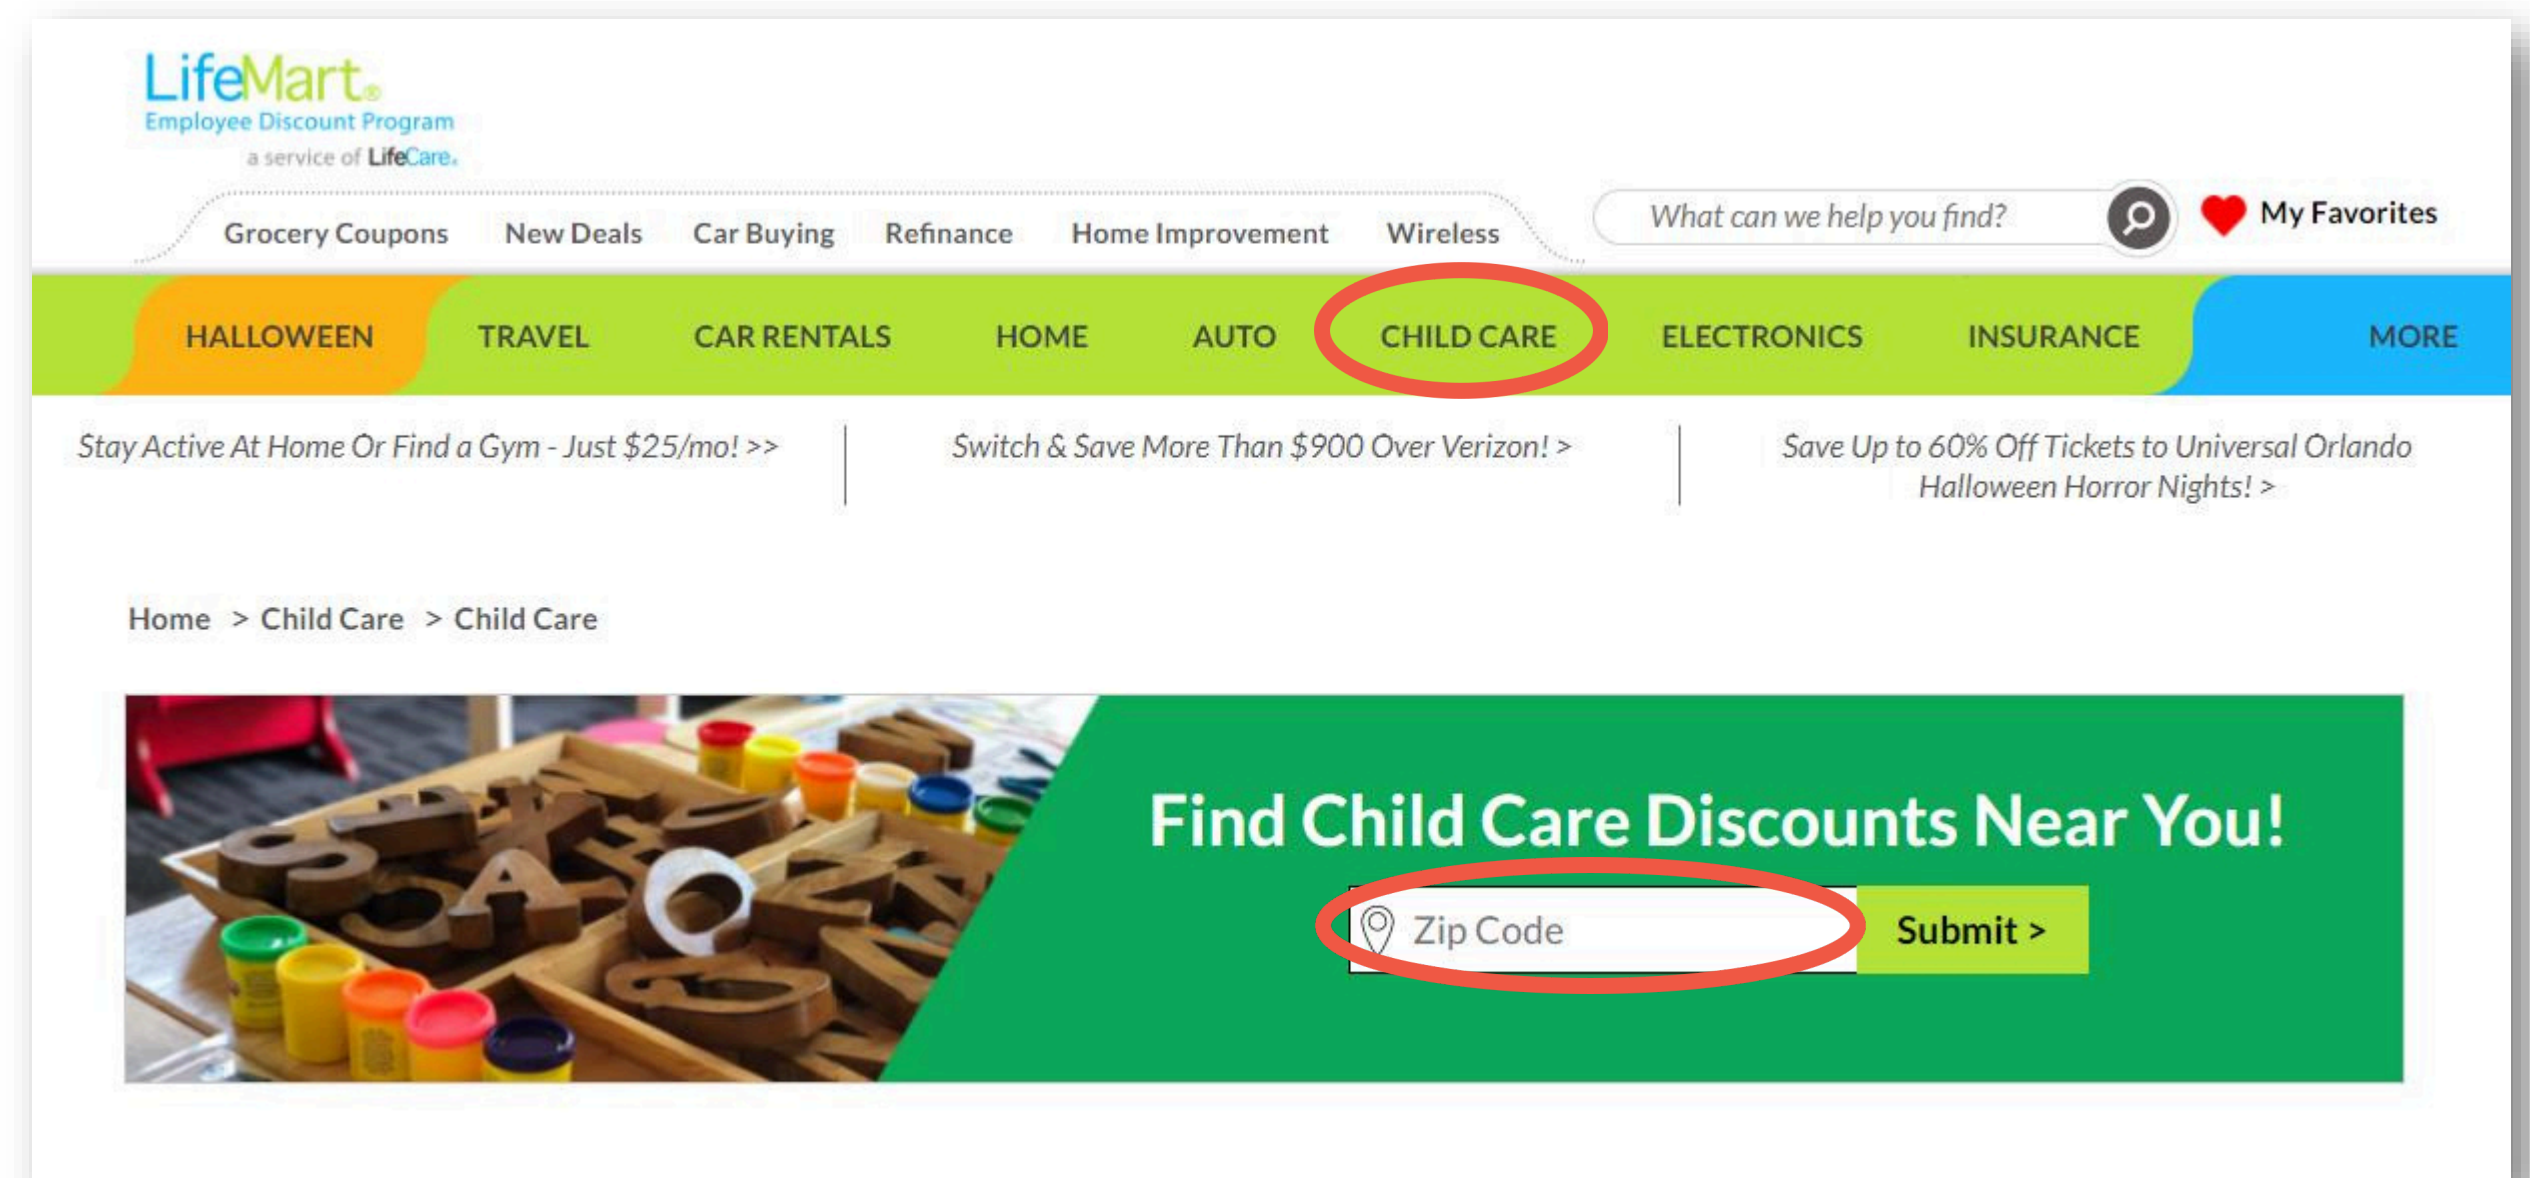 LifeMart®
Employee Discount Program
a service of LifeCare.
Grocery Coupons New Deals Car Buying Refinance Home Improvement Wireless
What can we help you find?
My Favorites
HALLOWEEN TRAVEL CAR RENTALS HOME AUTO CHILD CARE ELECTRONICS INSURANCE MORE
Stay Active At Home Or Find a Gym - Just $25/mo! >>
Switch & Save More Than $900 Over Verizon! >
Save Up to 60% Off Tickets to Universal Orlando
Halloween Horror Nights! >
Home > Child Care > Child Care
Find Child Care Discounts Near You!
Zip Code
Submit >